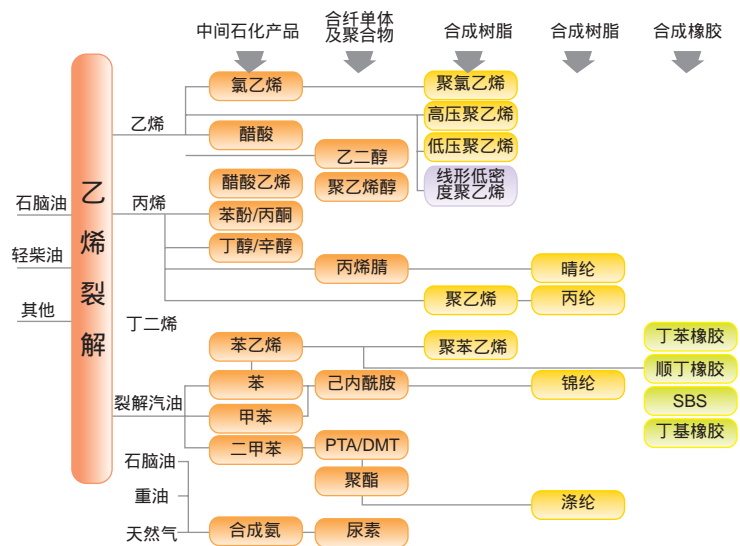 中间石化产品
合纤单体
及聚合物
合成树脂
合成树脂
合成橡胶
氯乙烯
聚氯乙烯
高压聚乙烯
乙烯
醋酸
低压聚乙烯
乙二醇
线形低密
度聚乙烯
醋酸乙烯
聚乙烯醇
石脑油
丙烯
苯酚/丙酮
丁醇/辛醇
轻柴油
丙烯腈
晴纶
乙烯裂解
聚乙烯
丙纶
其他
丁二烯
丁苯橡胶
苯乙烯
聚苯乙烯
顺丁橡胶
苯
己内酰胺
锦纶
裂解汽油
SBS
甲苯
丁基橡胶
二甲苯
PTA/DMT
石脑油
聚酯
重油
涤纶
天然气
合成氨
尿素